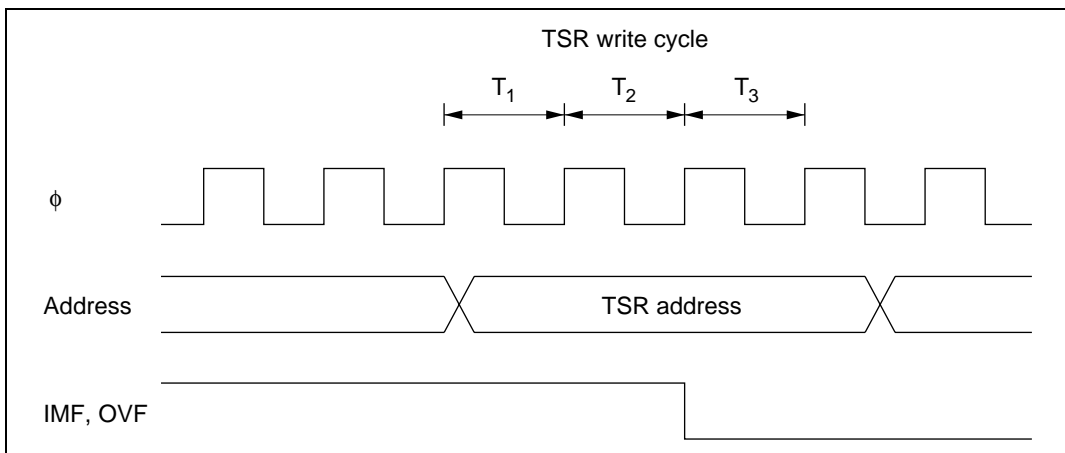 TSR write cycle
T1 T2 T3
ϕ
Address
TSR address
IMF, OVF